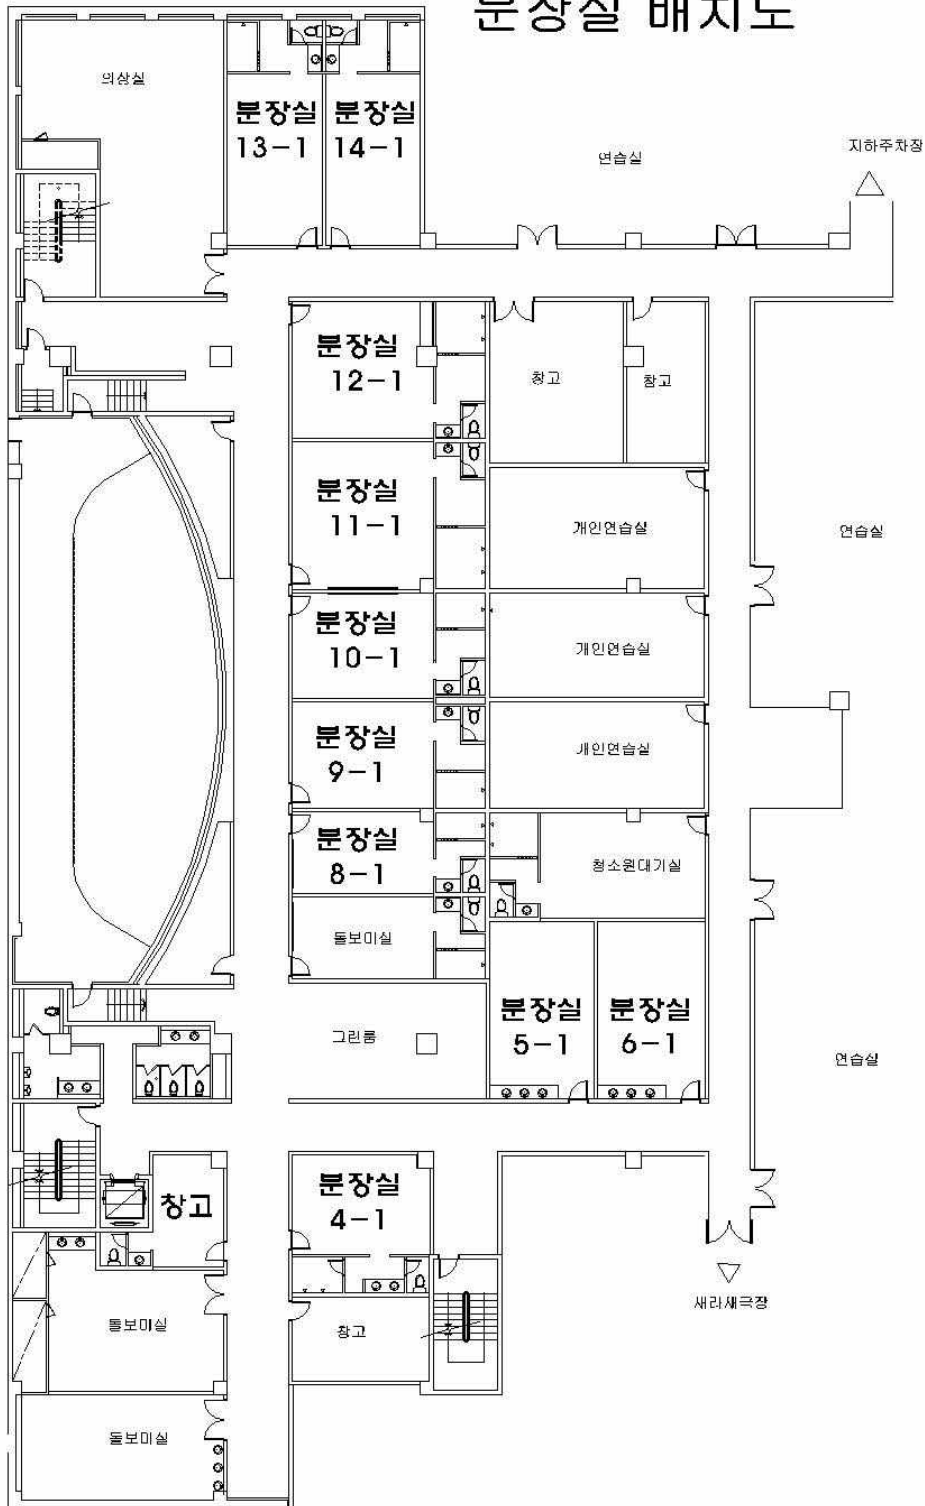 분장실 배치도
의상실
분장실
13-1
분장실
14-1
연습실
지하주차장
분장실
12-1
창고
창고
분장실
11-1
개인연습실
연습실
분장실
10-1
개인연습실
분장실
9-1
개인연습실
분장실
8-1
청소원대기실
돌보미실
분장실
5-1
분장실
6-1
그린룸
연습실
분장실
4-1
창고
새라새극장
돌보미실
창고
돌보미실